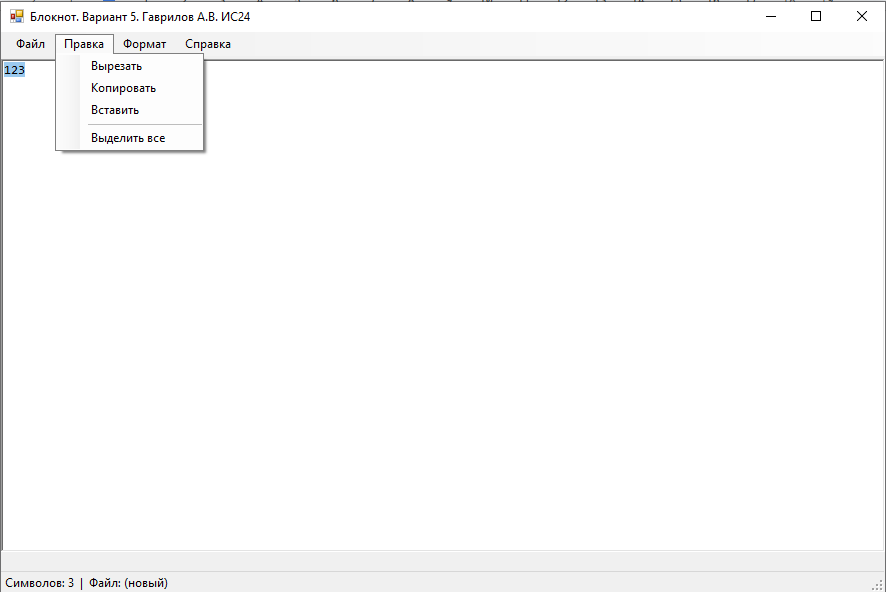 Блокнот. Вариант 5. Гаврилов А.В. ИС24
Файл Правка Формат Справка
123
Вырезать
Копировать
Вставить
Выделить все
Символов: 3 | Файл: (новый)